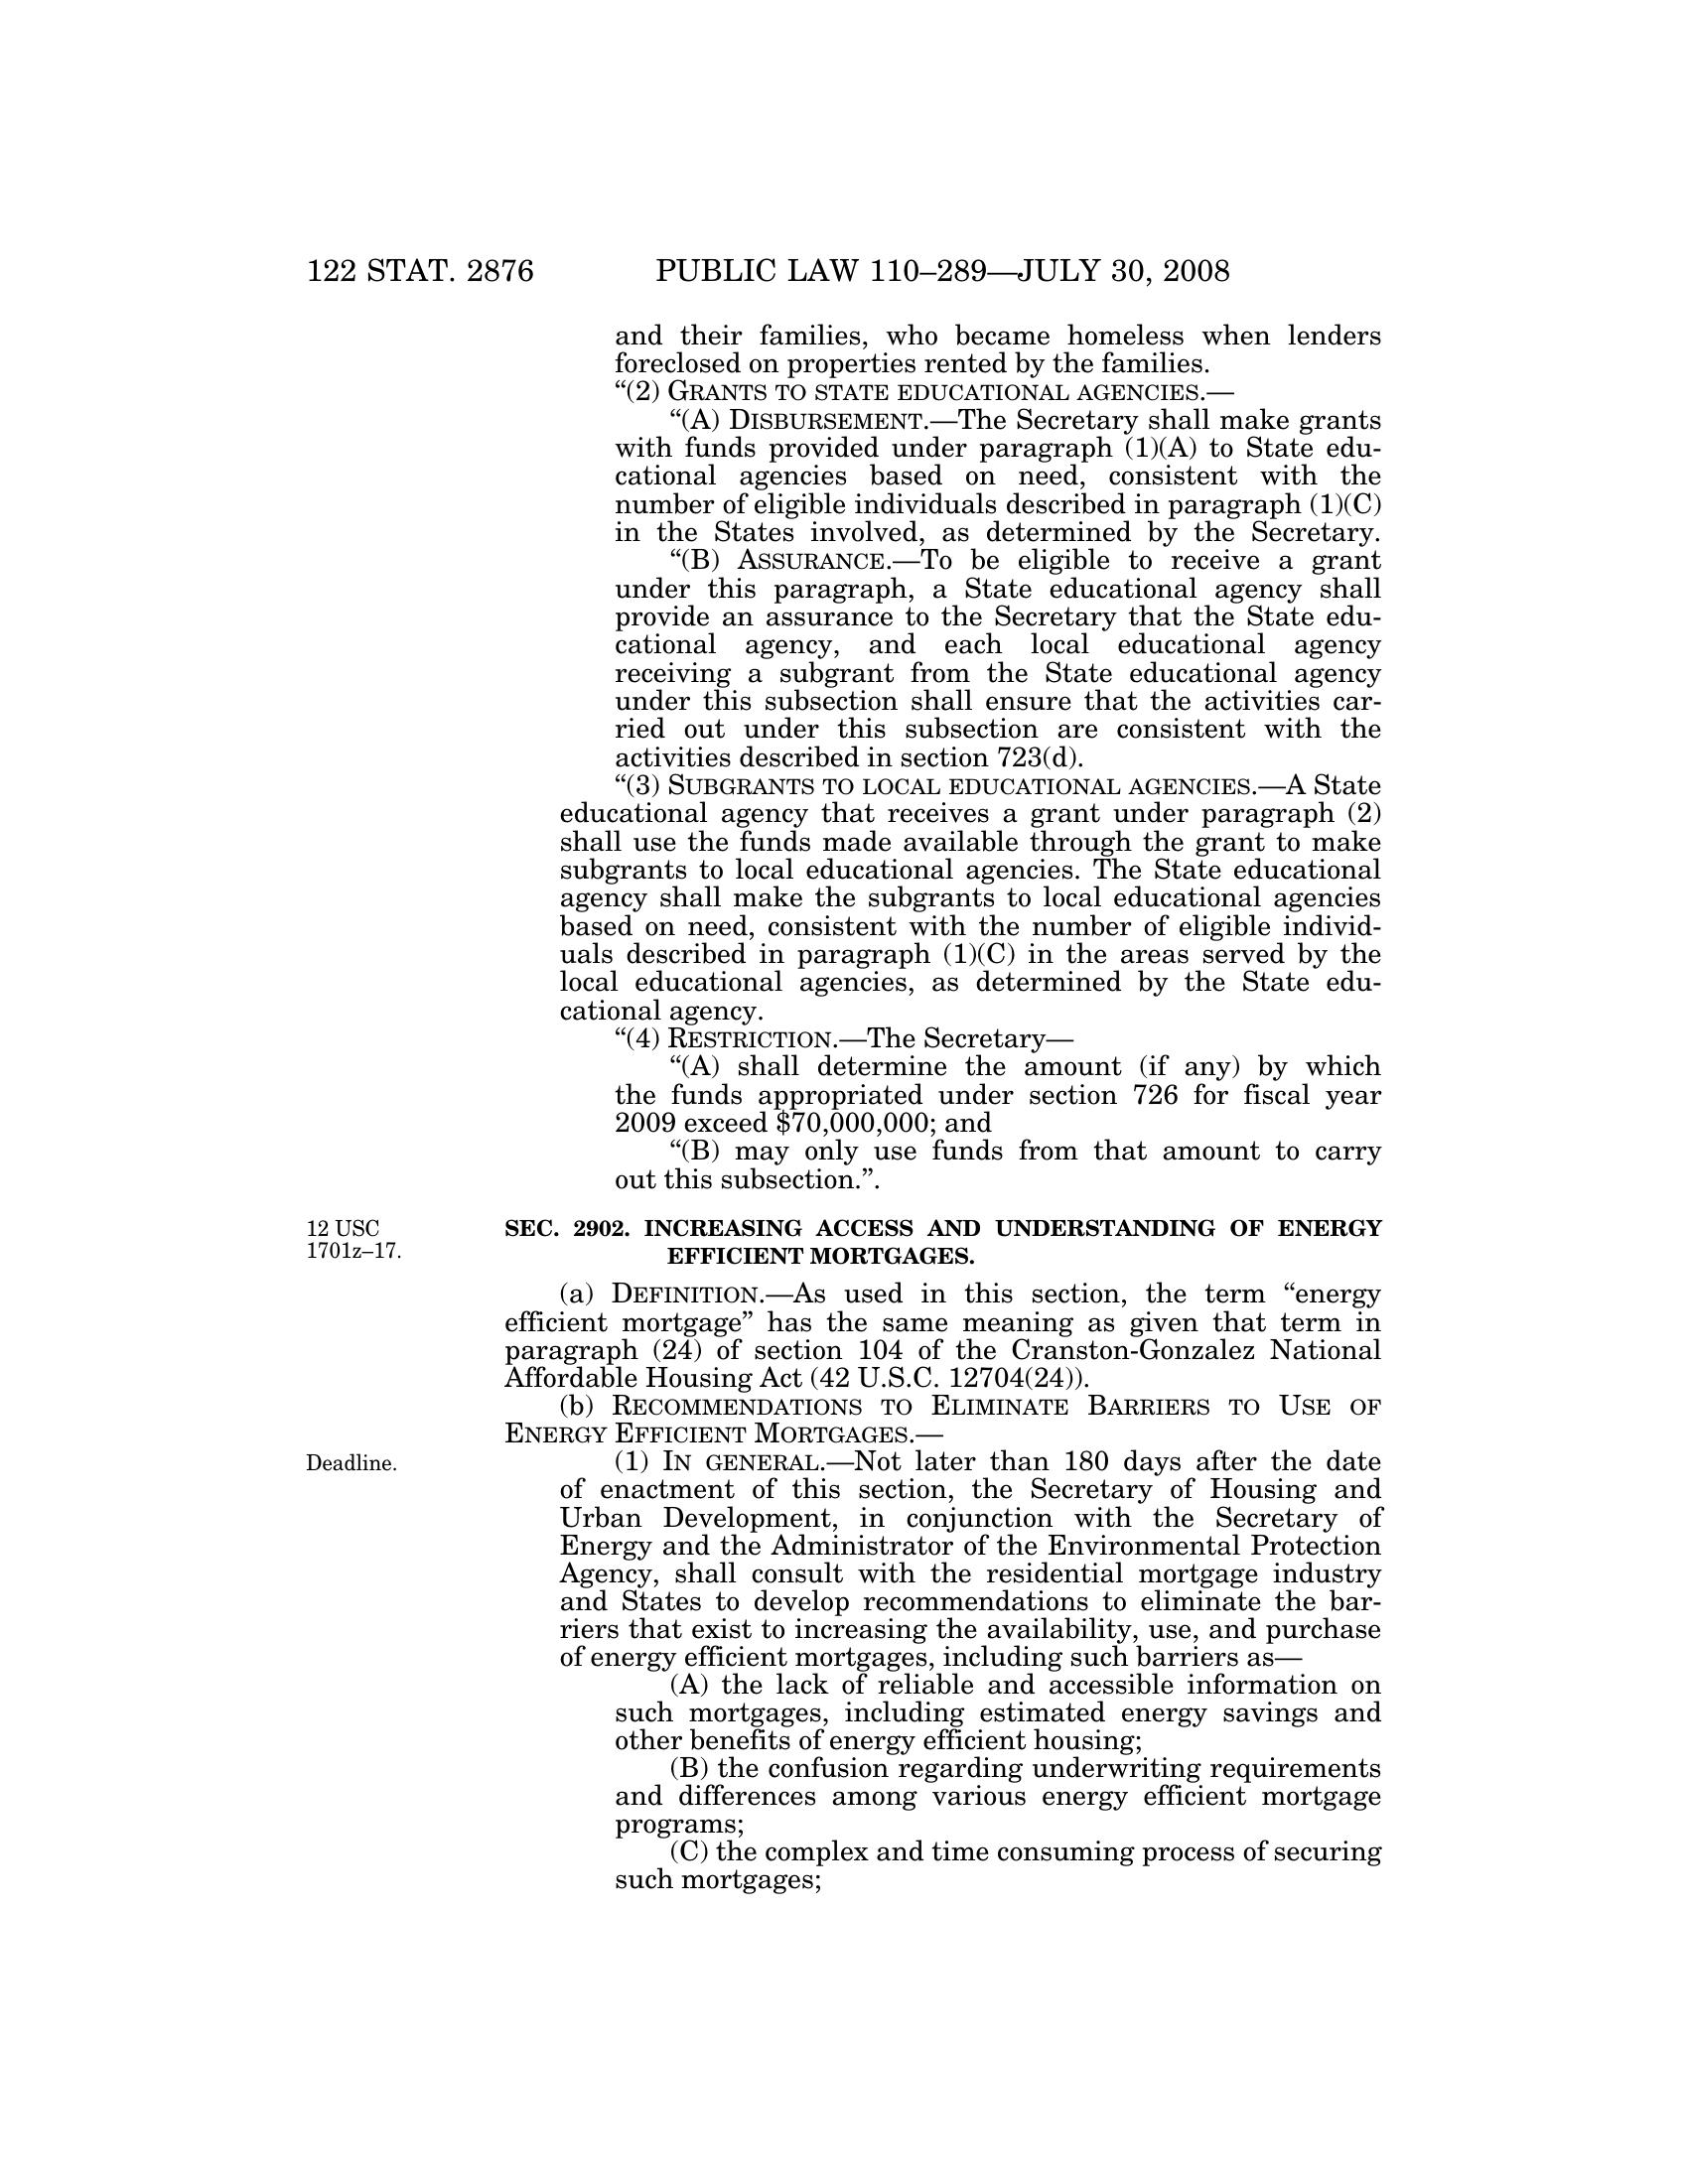 122 STAT. 2876 PUBLIC LAW 110–289—JULY 30, 2008
and their families, who became homeless when lenders
foreclosed on properties rented by the families.
“(2) GRANTS TO STATE EDUCATIONAL AGENCIES.—
“(A) DISBURSEMENT.—The Secretary shall make grants
with funds provided under paragraph (1)(A) to State edu-
cational agencies based on need, consistent with the
number of eligible individuals described in paragraph (1)(C)
in the States involved, as determined by the Secretary.
“(B) ASSURANCE.—To be eligible to receive a grant
under this paragraph, a State educational agency shall
provide an assurance to the Secretary that the State edu-
cational agency, and each local educational agency
receiving a subgrant from the State educational agency
under this subsection shall ensure that the activities car-
ried out under this subsection are consistent with the
activities described in section 723(d).
“(3) SUBGRANTS TO LOCAL EDUCATIONAL AGENCIES.—A State
educational agency that receives a grant under paragraph (2)
shall use the funds made available through the grant to make
subgrants to local educational agencies. The State educational
agency shall make the subgrants to local educational agencies
based on need, consistent with the number of eligible individ-
uals described in paragraph (1)(C) in the areas served by the
local educational agencies, as determined by the State edu-
cational agency.
“(4) RESTRICTION.—The Secretary—
“(A) shall determine the amount (if any) by which
the funds appropriated under section 726 for fiscal year
2009 exceed $70,000,000; and
“(B) may only use funds from that amount to carry
out this subsection.”.
12 USC
1701z–17.
SEC. 2902. INCREASING ACCESS AND UNDERSTANDING OF ENERGY
EFFICIENT MORTGAGES.
(a) DEFINITION.—As used in this section, the term “energy
efficient mortgage” has the same meaning as given that term in
paragraph (24) of section 104 of the Cranston-Gonzalez National
Affordable Housing Act (42 U.S.C. 12704(24)).
(b) RECOMMENDATIONS TO ELIMINATE BARRIERS TO USE OF
ENERGY EFFICIENT MORTGAGES.—
Deadline.
(1) IN GENERAL.—Not later than 180 days after the date
of enactment of this section, the Secretary of Housing and
Urban Development, in conjunction with the Secretary of
Energy and the Administrator of the Environmental Protection
Agency, shall consult with the residential mortgage industry
and States to develop recommendations to eliminate the bar-
riers that exist to increasing the availability, use, and purchase
of energy efficient mortgages, including such barriers as—
(A) the lack of reliable and accessible information on
such mortgages, including estimated energy savings and
other benefits of energy efficient housing;
(B) the confusion regarding underwriting requirements
and differences among various energy efficient mortgage
programs;
(C) the complex and time consuming process of securing
such mortgages;